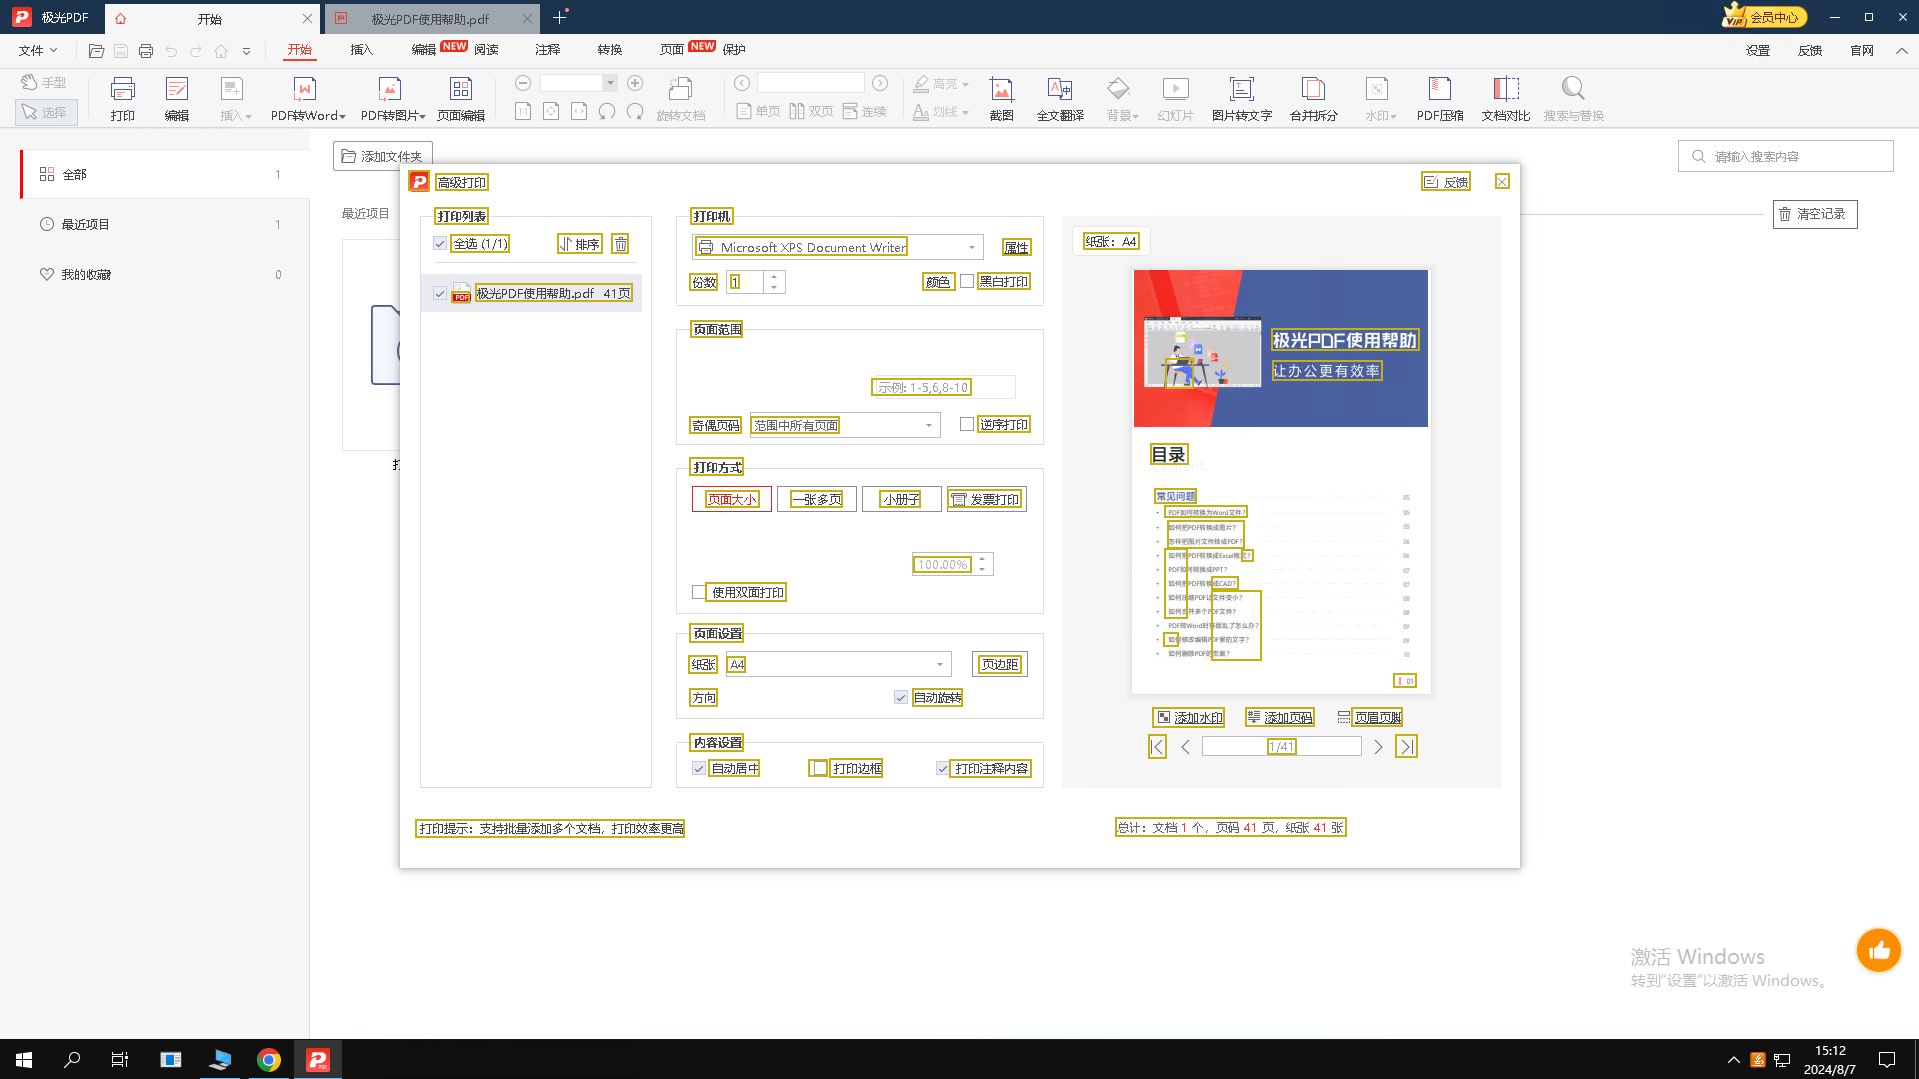 极光PDF
开始
极光PDF使用帮助.pdf
会员中心
文件
开始
插入
编辑
NEW
阅读
注释
转换
页面
NEW
保护
设置
反馈
官网
手型
选择
打印
编辑
插入
PDF转Word
PDF转图片
页面编辑
旋转文档
单页
双页
连续
高亮
划线
截图
全文翻译
背景
幻灯片
图片转文字
合并拆分
水印
PDF压缩
文档对比
搜索与替换
全部
1
最近项目
1
我的收藏
0
添加文件夹
请输入搜索内容
最近项目
清空记录
高级打印
反馈
打印列表
全选 (1/1)
排序
极光PDF使用帮助.pdf 41页
打印机
Microsoft XPS Document Writer
属性
份数
1
颜色
黑白打印
页面范围
示例: 1-5,6,8-10
奇偶页码
范围中所有页面
逆序打印
打印方式
页面大小
一张多页
小册子
发票打印
100.00%
使用双面打印
页面设置
纸张
A4
页边距
方向
自动旋转
内容设置
自动居中
打印边框
打印注释内容
打印提示：支持批量添加多个文档，打印效率更高
纸张：A4
极光PDF使用帮助
让办公更有效率
目录
常见问题 05
PDF如何转换为Word文件？ 05
如何把PDF转换成图片？ 05
怎样把图片文件转成PDF？ 06
如何把PDF转换成Excel格式？ 06
PDF如何转换成PPT？ 07
如何把PDF转换成CAD？ 07
如何压缩PDF让文件变小？ 08
如何合并多个PDF文件？ 08
PDF转Word时排版乱了怎么办？ 09
如何修改编辑PDF里的文字？ 09
如何删除PDF的页面？ 10
01
添加水印
添加页码
页眉页脚
1/41
总计：文档 1 个，页码 41 页，纸张 41 张
激活 Windows
转到“设置”以激活 Windows。
15:12
2024/8/7